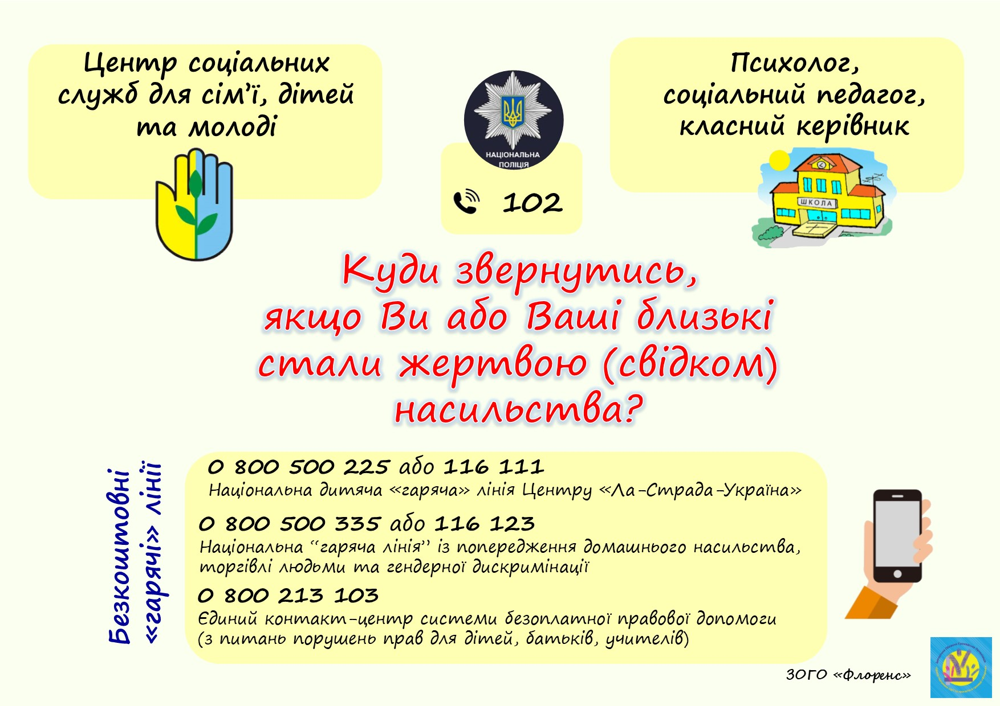 Центр соціальних
служб для сім’ї, дітей
та молоді
НАЦІОНАЛЬНА
ПОЛІЦІЯ
102
Психолог,
соціальний педагог,
класний керівник
ШКОЛА
Куди звернутись,
якщо Ви або Ваші близькі
стали жертвою (свідком)
насильства?
Безкоштовні
«гарячі» лінії
0 800 500 225 або 116 111
Національна дитяча «гаряча» лінія Центру «Ла-Страда-Україна»
0 800 500 335 або 116 123
Національна “гаряча лінія” із попередження домашнього насильства,
торгівлі людьми та гендерної дискримінації
0 800 213 103
Єдиний контакт-центр системи безоплатної правової допомоги
(з питань порушень прав для дітей, батьків, учителів)
ЗОГО «Флоренс»